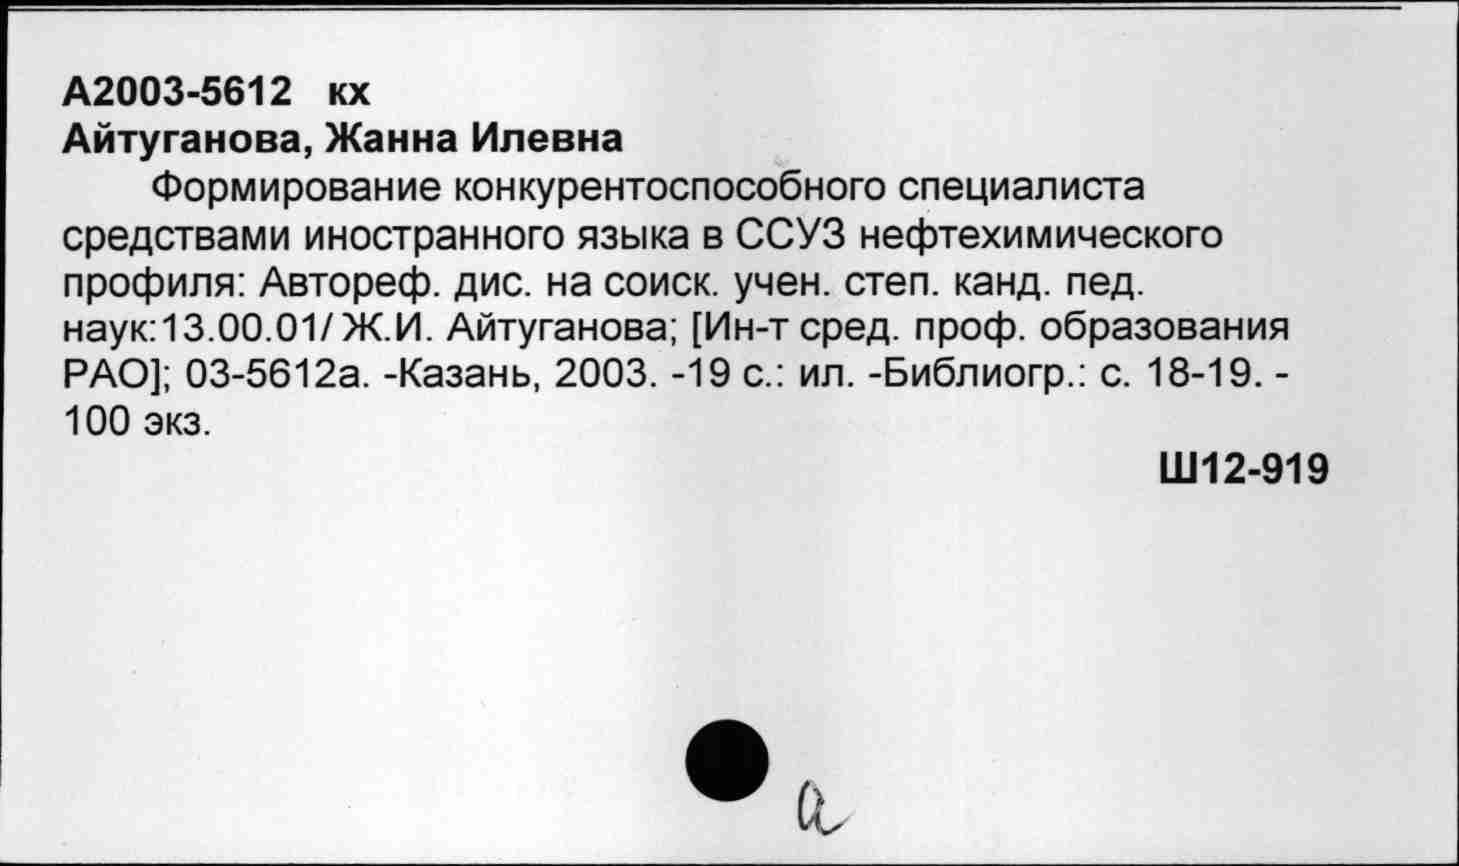 А2003-5612 кх
Айтуганова, Жанна Илевна
Формирование конкурентоспособного специалиста
средствами иностранного языка в ССУЗ нефтехимического
профиля: Автореф. дис. на соиск. учен. степ. канд. пед.
наук:13.00.01/ Ж.И. Айтуганова; [Ин-т сред. проф. образования
РАО]; 03-5612а. -Казань, 2003. -19 с.: ил. -Библиогр.: с. 18-19. -
100 экз.
Ш12-919
а